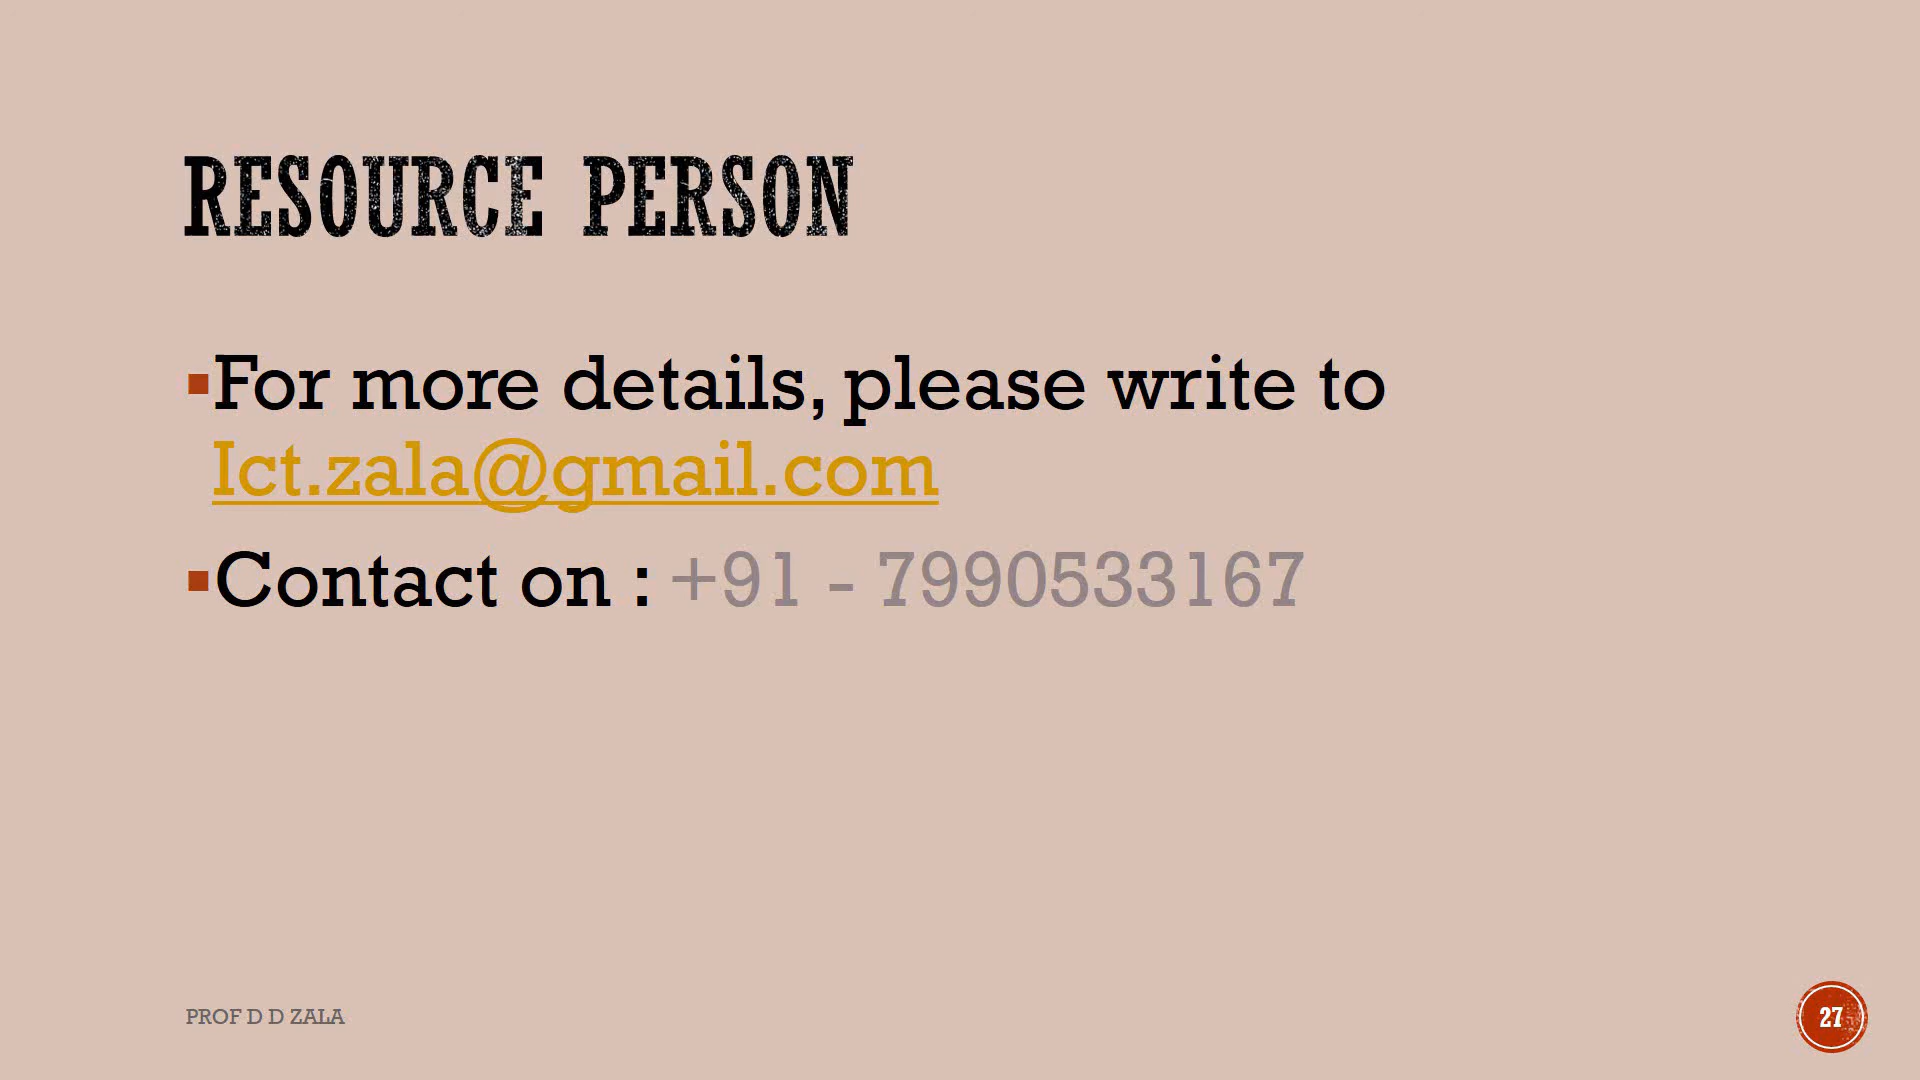 RESOURCE PERSON
▪For more details, please write to
Ict.zala@gmail.com
▪Contact on : +91 - 7990533167
PROF D D ZALA
27